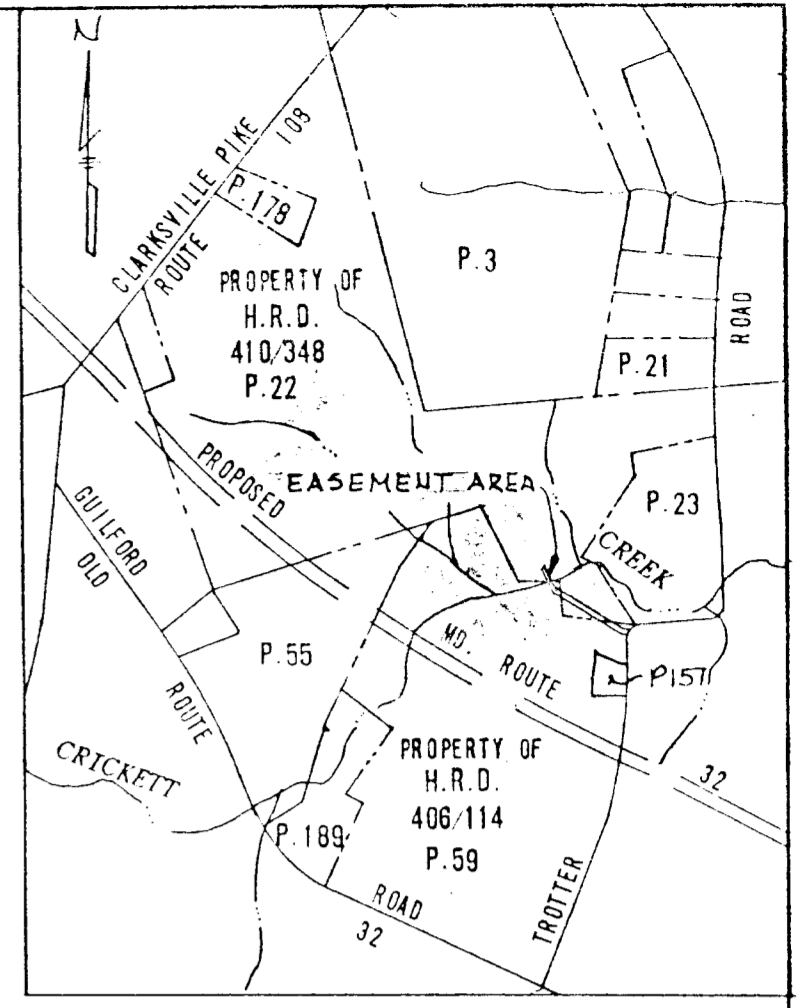 N
CLARKSVILLE PIKE
ROUTE 108
P.178
PROPERTY OF
H.R.D.
410/348
P.22
P.3
ROAD
P.21
PROPOSED
EASEMENT AREA
P.23
CREEK
GUILFORD
OLD
P.55
MD. ROUTE
P157
ROUTE
32
CRICKETT
PROPERTY OF
H.R.D.
406/114
P.59
P.189
ROAD
32
TROTTER